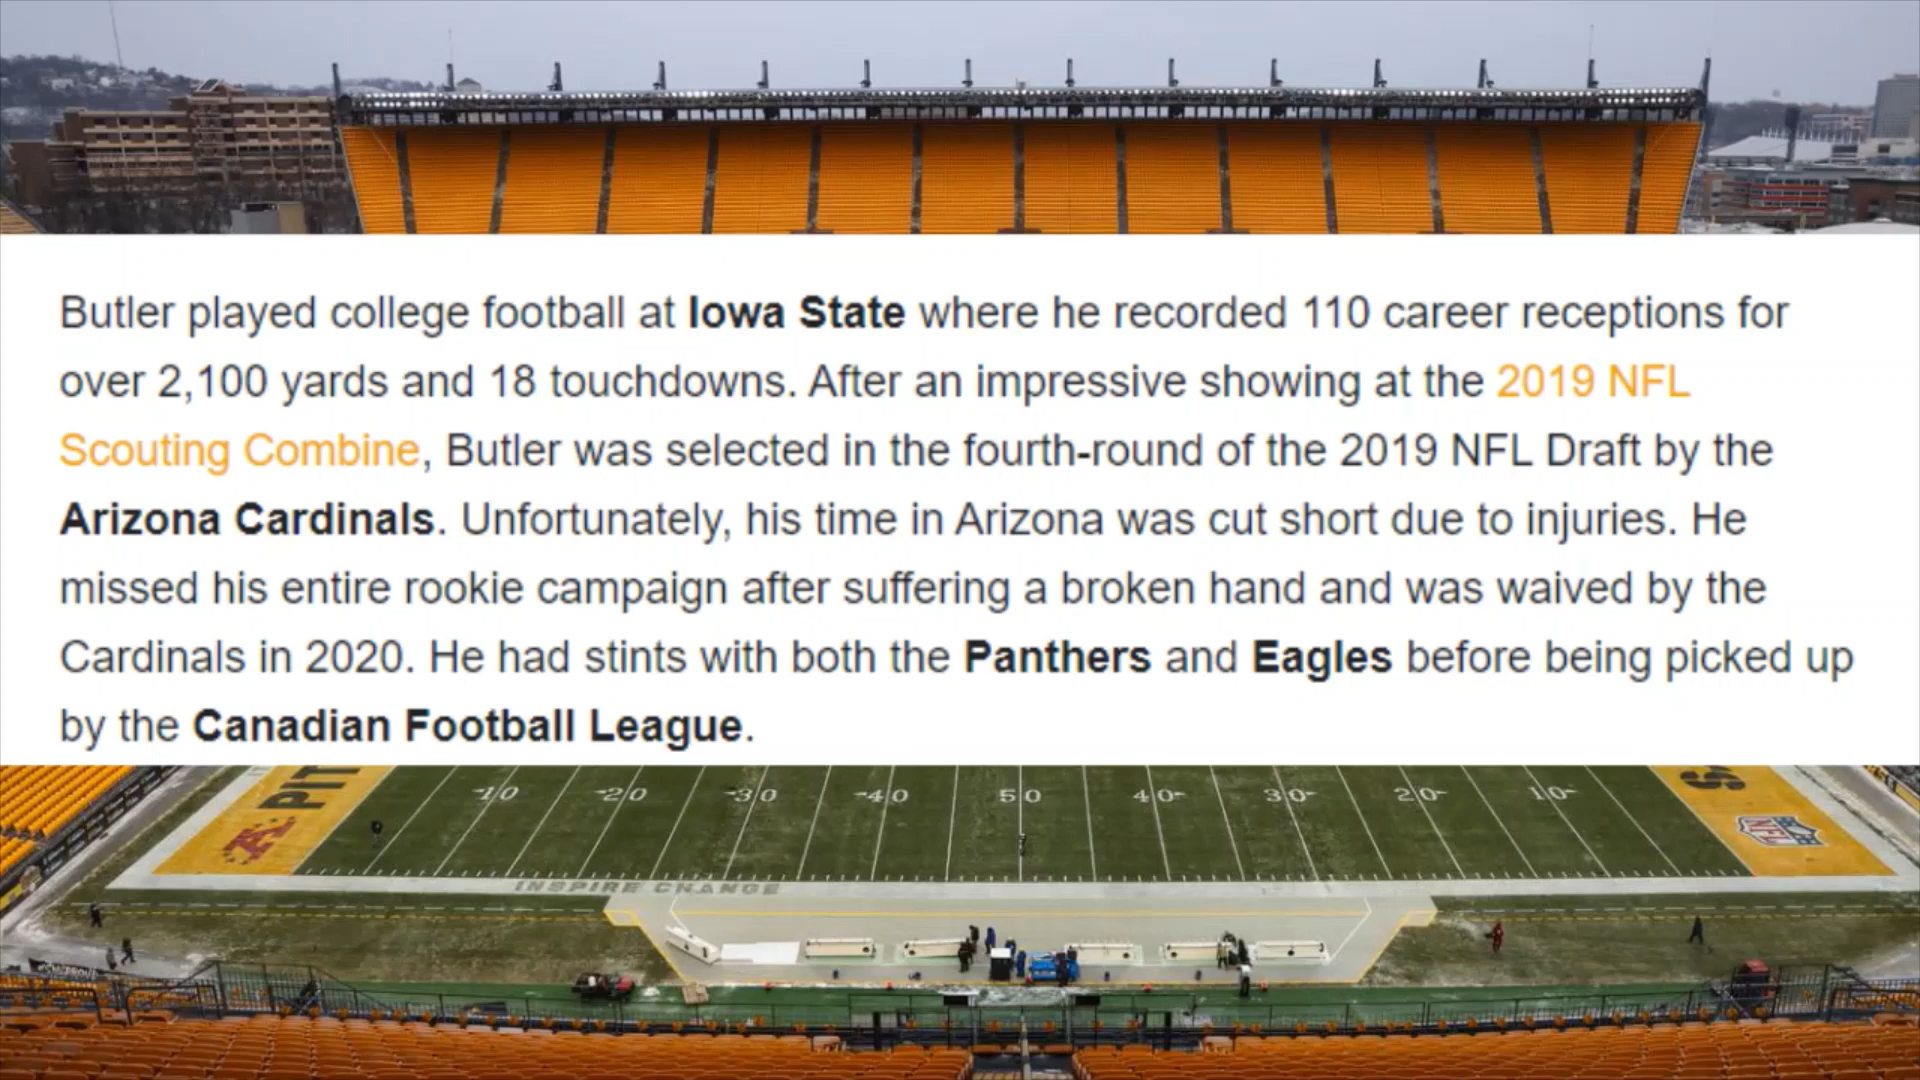 Butler played college football at Iowa State where he recorded 110 career receptions for
over 2,100 yards and 18 touchdowns. After an impressive showing at the 2019 NFL
Scouting Combine, Butler was selected in the fourth-round of the 2019 NFL Draft by the
Arizona Cardinals. Unfortunately, his time in Arizona was cut short due to injuries. He
missed his entire rookie campaign after suffering a broken hand and was waived by the
Cardinals in 2020. He had stints with both the Panthers and Eagles before being picked up
by the Canadian Football League.
PIT
S
10 20 30 40 50 40 30 20 10
NFL
INSPIRE CHANGE